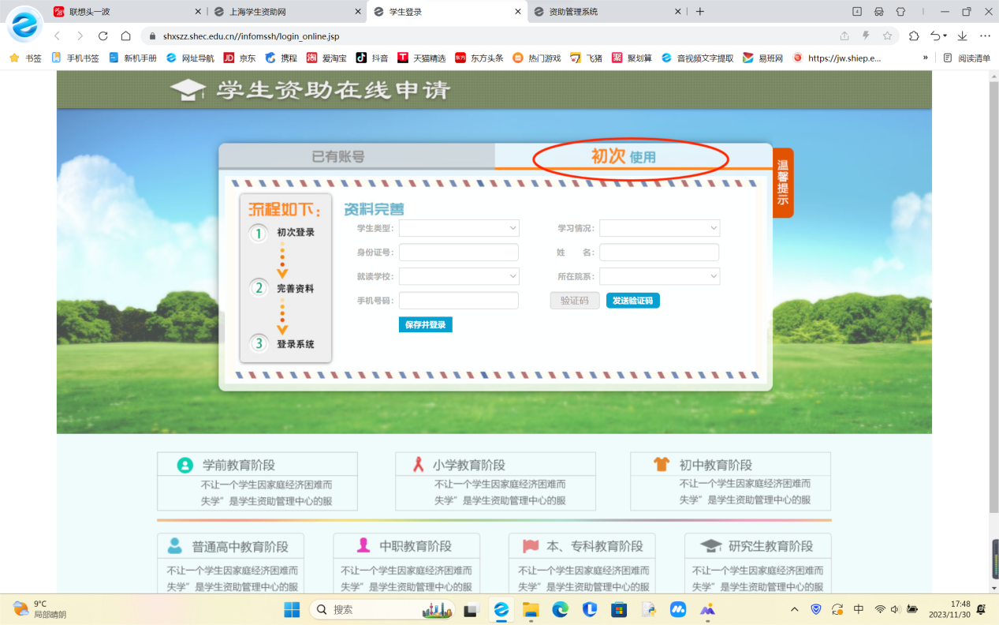 联想头一波
上海学生资助网
学生登录
资助管理系统
4
shxszz.shec.edu.cn//infomssh/login_online.jsp
书签 手机书签 新机手册 网址导航 JD 京东 携程 淘 爱淘宝 抖音 T 天猫精选 东方 东方头条 热门游戏 飞猪 聚 聚划算 音视频文字提取 易班网 https://jw.shiep.e... » 阅读清单
学生资助在线申请
已有账号
初次 使用
温馨提示
流程如下：
1 初次登录
2 完善资料
3 登录系统
资料完善
学生类型： 学习情况：
身份证号： 姓 名：
就读学校： 所在院系：
手机号码： 验证码 发送验证码
保存并登录
学前教育阶段
不让一个学生因家庭经济困难而
失学”是学生资助管理中心的服
小学教育阶段
不让一个学生因家庭经济困难而
失学”是学生资助管理中心的服
初中教育阶段
不让一个学生因家庭经济困难而
失学”是学生资助管理中心的服
普通高中教育阶段
不让一个学生因家庭经济困难而
失学”是学生资助管理中心的服
中职教育阶段
不让一个学生因家庭经济困难而
失学”是学生资助管理中心的服
本、专科教育阶段
不让一个学生因家庭经济困难而
失学”是学生资助管理中心的服
研究生教育阶段
不让一个学生因家庭经济困难而
失学”是学生资助管理中心的服
9°C
局部晴朗
搜索
中
17:48
2023/11/30